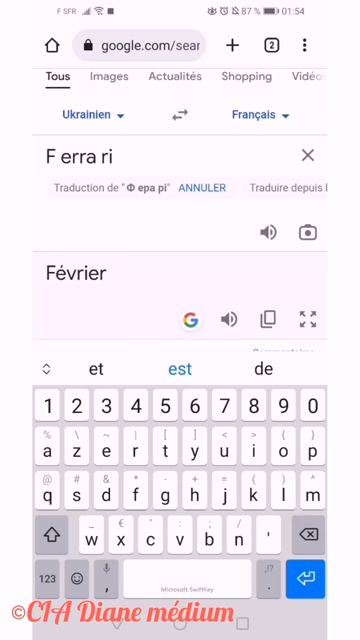 F SFR 87 % 01:54
google.com/sear 2
Tous Images Actualités Shopping Vidéos
Ukrainien Français
F erra ri
Traduction de " Ф ера рі" ANNULER Traduire depuis l
Février
Commentaires
et est de
1 2 3 4 5 6 7 8 9 0
% \ ~ | [ ] < > { }
a z e r t y u i o p
@ # & * - + = ( ) ^
q s d f g h j k l m
_ € " : ; / 
w x c v b n '
123 , Microsoft SwiftKey ,!? .
©CIA Diane médium